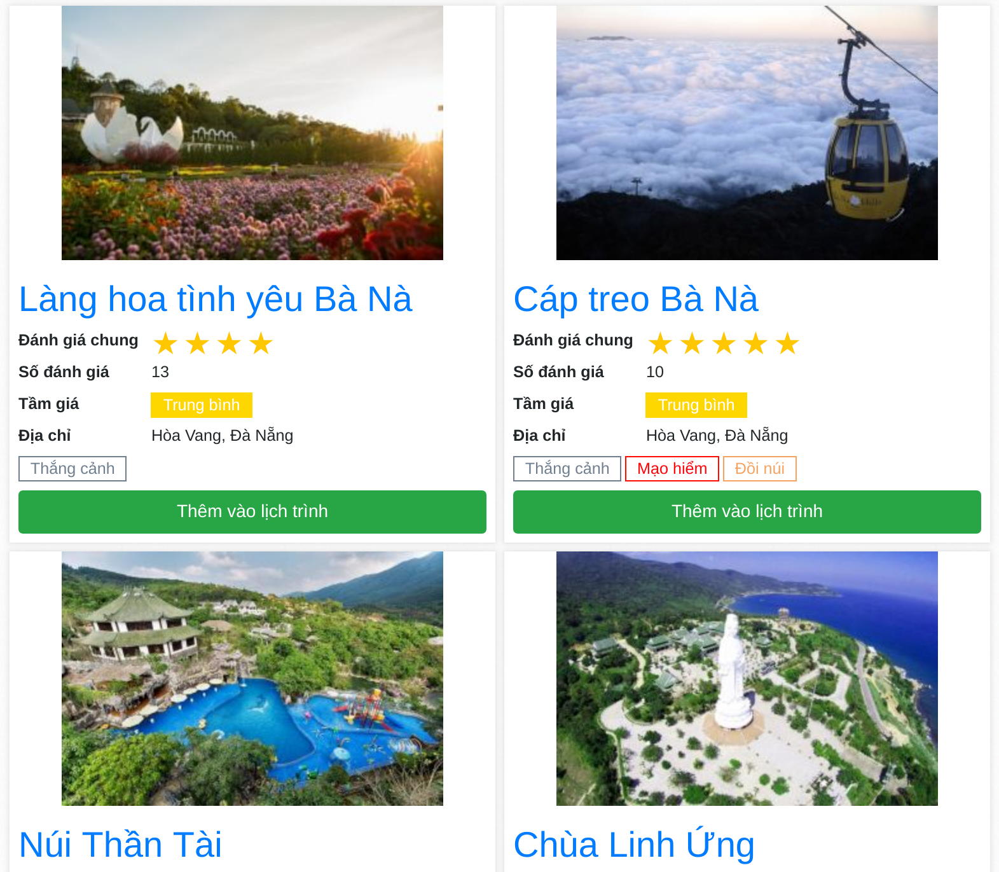 Làng hoa tình yêu Bà Nà
Đánh giá chung ★ ★ ★ ★
Số đánh giá 13
Tầm giá Trung bình
Địa chỉ Hòa Vang, Đà Nẵng
Thắng cảnh
Thêm vào lịch trình
Cáp treo Bà Nà
Đánh giá chung ★ ★ ★ ★ ★
Số đánh giá 10
Tầm giá Trung bình
Địa chỉ Hòa Vang, Đà Nẵng
Thắng cảnh Mạo hiểm Đồi núi
Thêm vào lịch trình
Núi Thần Tài
Chùa Linh Ứng